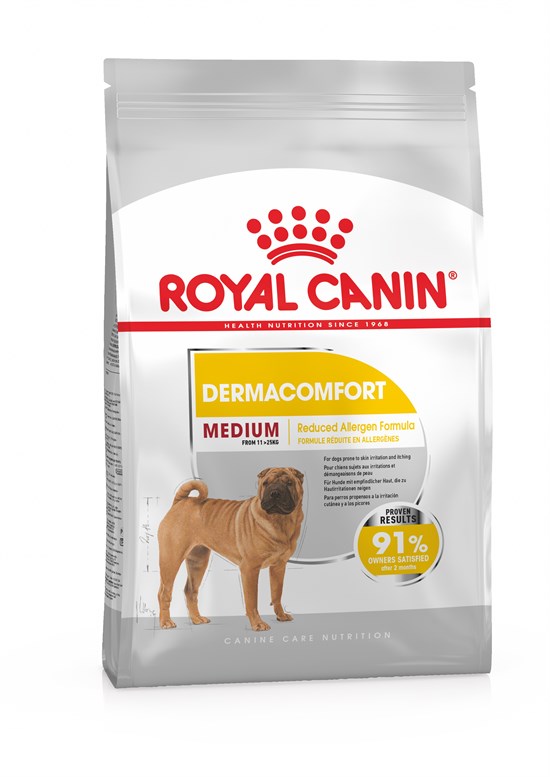 ROYAL CANIN®
HEALTH NUTRITION SINCE 1968
DERMACOMFORT
MEDIUM
FROM 11 > 25KG
Reduced Allergen Formula
FORMULE RÉDUITE EN ALLERGÈNES
For dogs prone to skin irritation and itching
Pour chiens sujets aux irritations et
démangeaisons de peau
Für Hunde mit empfindlicher Haut, die zu
Hautirritationen neigen
Para perros propensos a la irritación
cutánea y a los picores
PROVEN
RESULTS
91%
OWNERS SATISFIED
after 2 months
CANINE CARE NUTRITION